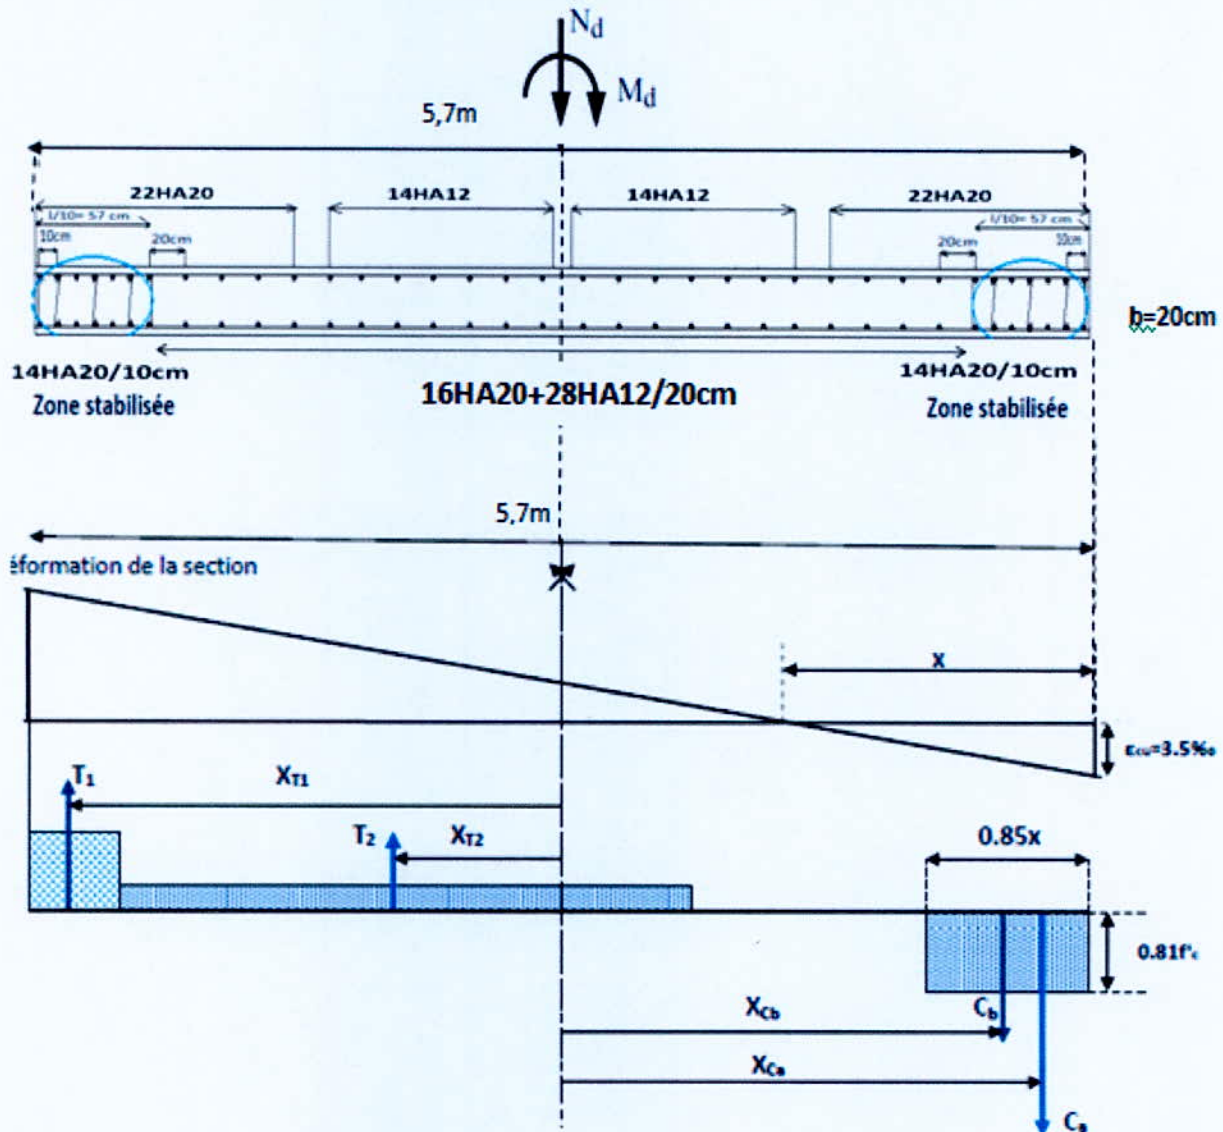 Nd
Md
5,7m
22HA20 14HA12 14HA12 22HA20
l/10= 57 cm l/10= 57 cm
10cm 20cm 20cm 10cm
b=20cm
14HA20/10cm 14HA20/10cm
Zone stabilisée 16HA20+28HA12/20cm Zone stabilisée
5,7m
éformation de la section
x
εcu=3.5‰
T1 XT1
T2 XT2 0.85x
0.81f'c
XCb Cb
XCa
Ca